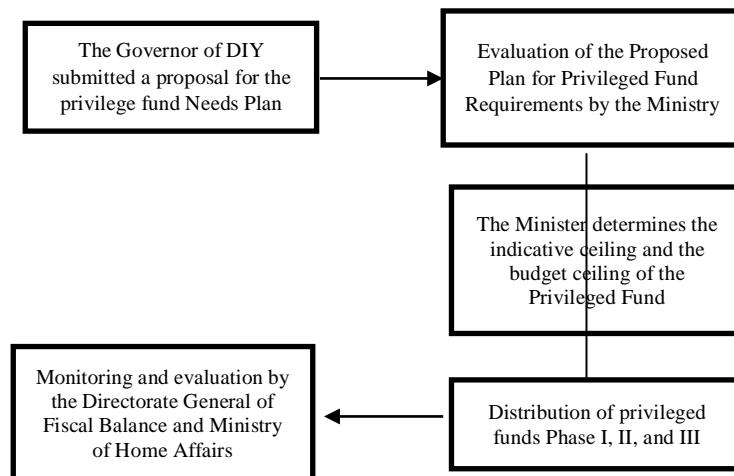 The Governor of DIY
submitted a proposal for the
privilege fund Needs Plan
Evaluation of the Proposed
Plan for Privileged Fund
Requirements by the Ministry
The Minister determines the
indicative ceiling and the
budget ceiling of the
Privileged Fund
Distribution of privileged
funds Phase I, II, and III
Monitoring and evaluation by
the Directorate General of
Fiscal Balance and Ministry
of Home Affairs